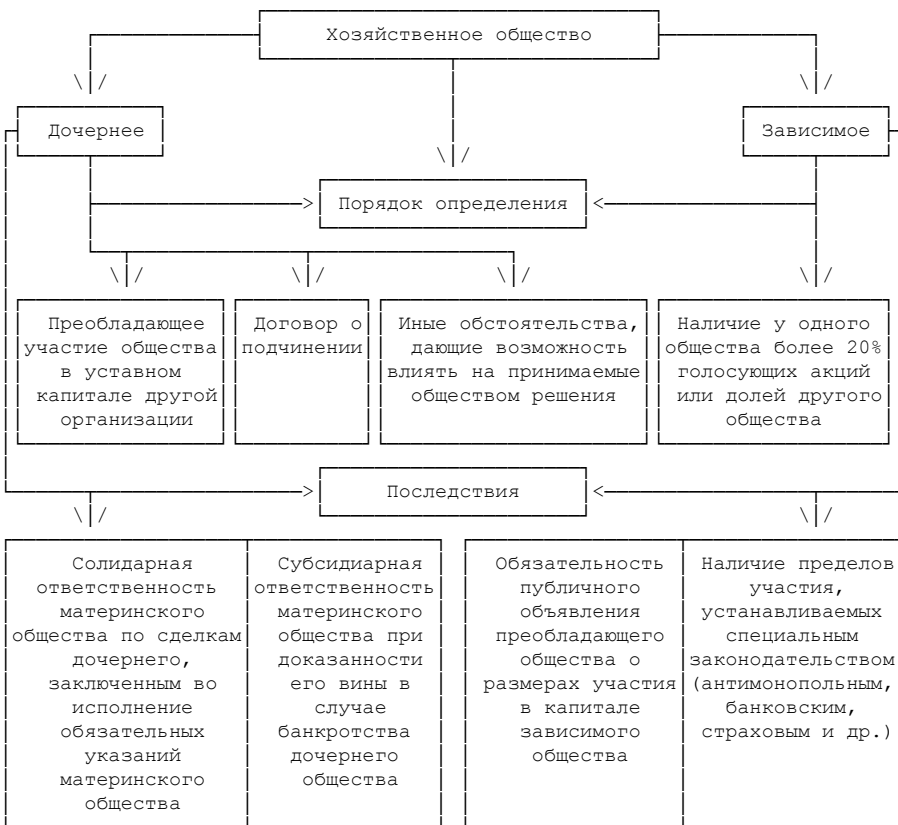 Хозяйственное общество
Дочернее
Зависимое
Порядок определения
Преобладающее
участие общества
в уставном
капитале другой
организации
Договор о
подчинении
Иные обстоятельства,
дающие возможность
влиять на принимаемые
обществом решения
Наличие у одного
общества более 20%
голосующих акций
или долей другого
общества
Последствия
Солидарная
ответственность
материнского
общества по сделкам
дочернего,
заключенным во
исполнение
обязательных
указаний
материнского
общества
Субсидиарная
ответственность
материнского
общества при
доказанности
его вины в
случае
банкротства
дочернего
общества
Обязательность
публичного
объявления
преобладающего
общества о
размерах участия
в капитале
зависимого
общества
Наличие пределов
участия,
устанавливаемых
специальным
законодательством
(антимонопольным,
банковским,
страховым и др.)